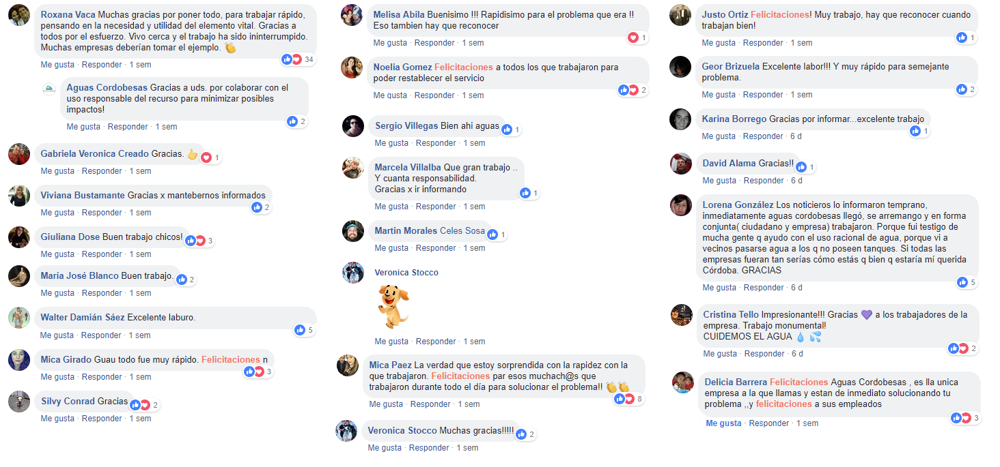 Roxana Vaca Muchas gracias por poner todo, para trabajar rápido,
pensando en la necesidad y utilidad del elemento vital. Gracias a
todos por el esfuerzo. Vivo cerca y el trabajo ha sido ininterrumpido.
Muchas empresas deberían tomar el ejemplo. 👏
34
Me gusta · Responder · 1 sem
Aguas Cordobesas Gracias a uds. por colaborar con el
uso responsable del recurso para minimizar posibles
impactos!
2
Me gusta · Responder · 1 sem
Gabriela Veronica Creado Gracias. 👍 1
Me gusta · Responder · 1 sem
Viviana Bustamante Gracias x mantebernos informados
2
Me gusta · Responder · 1 sem
Giuliana Dose Buen trabajo chicos! 3
Me gusta · Responder · 1 sem
María José Blanco Buen trabajo. 2
Me gusta · Responder · 1 sem
Walter Damián Sáez Excelente laburo.
5
Me gusta · Responder · 1 sem
Mica Girado Guau todo fue muy rápido. Felicitaciones n
3
Me gusta · Responder · 1 sem
Silvy Conrad Gracias 2
Me gusta · Responder · 1 sem
Melisa Abila Buenisimo !!! Rapidisimo para el problema que era !!
Eso tambien hay que reconocer
1
Me gusta · Responder · 1 sem
Noelia Gomez Felicitaciones a todos los que trabajaron para
poder restablecer el servicio
2
Me gusta · Responder · 1 sem
Sergio Villegas Bien ahi aguas 1
Me gusta · Responder · 1 sem
Marcela Villalba Que gran trabajo ..
Y cuanta responsabilidad.
Gracias x ir informando
1
Me gusta · Responder · 1 sem
Martin Morales Celes Sosa 1
Me gusta · Responder · 1 sem
Veronica Stocco
Me gusta · Responder · 1 sem
Mica Paez La verdad que estoy sorprendida con la rapidez con la
que trabajaron. Felicitaciones par esos muchach@s que
trabajaron durante todo el día para solucionar el problema!! 👏👏
8
Me gusta · Responder · 1 sem
Veronica Stocco Muchas gracias!!!!! 2
Me gusta · Responder · 1 sem
Justo Ortiz Felicitaciones! Muy trabajo, hay que reconocer cuando
trabajan bien!
1
Me gusta · Responder · 1 sem
Geor Brizuela Excelente labor!!! Y muy rápido para semejante
problema.
2
Me gusta · Responder · 1 sem
Karina Borrego Gracias por informar...excelente trabajo
1
Me gusta · Responder · 6 d
David Alama Gracias!! 1
Me gusta · Responder · 6 d
Lorena González Los noticieros lo informaron temprano,
inmediatamente aguas cordobesas llegó, se arremango y en forma
conjunta( ciudadano y empresa) trabajaron. Porque fui testigo de
mucha gente q ayudo con el uso racional de agua, porque vi a
vecinos pasarse agua a los q no poseen tanques. Si todas las
empresas fueran tan serías cómo estás q bien q estaría mí querida
Córdoba. GRACIAS
5
Me gusta · Responder · 6 d
Cristina Tello Impresionante!!! Gracias 💜 a los trabajadores de la
empresa. Trabajo monumental!
CUIDEMOS EL AGUA 💧 💦
2
Me gusta · Responder · 6 d
Delicia Barrera Felicitaciones Aguas Cordobesas , es lla unica
empresa a la que llamas y estan de inmediato solucionando tu
problema ,,y felicitaciones a sus empleados
3
Me gusta · Responder · 1 sem